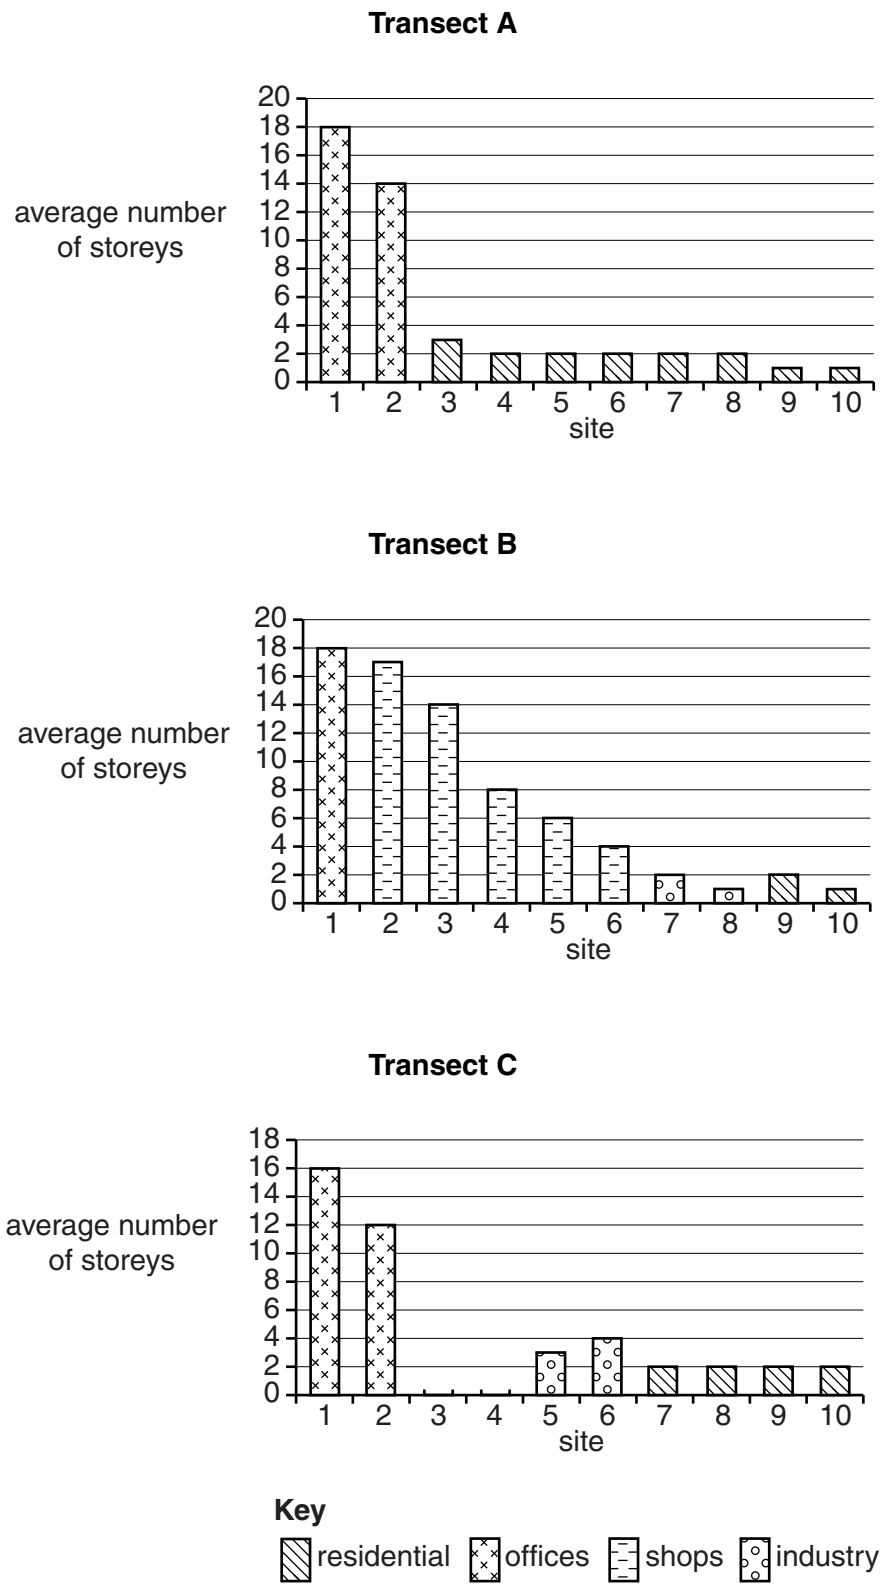 Transect A
20
18
16
14
12
10
8
6
4
2
0
average number
of storeys
1 2 3 4 5 6 7 8 9 10
site
Transect B
20
18
16
14
12
10
8
6
4
2
0
average number
of storeys
1 2 3 4 5 6 7 8 9 10
site
Transect C
18
16
14
12
10
8
6
4
2
0
average number
of storeys
1 2 3 4 5 6 7 8 9 10
site
Key
residential offices shops industry